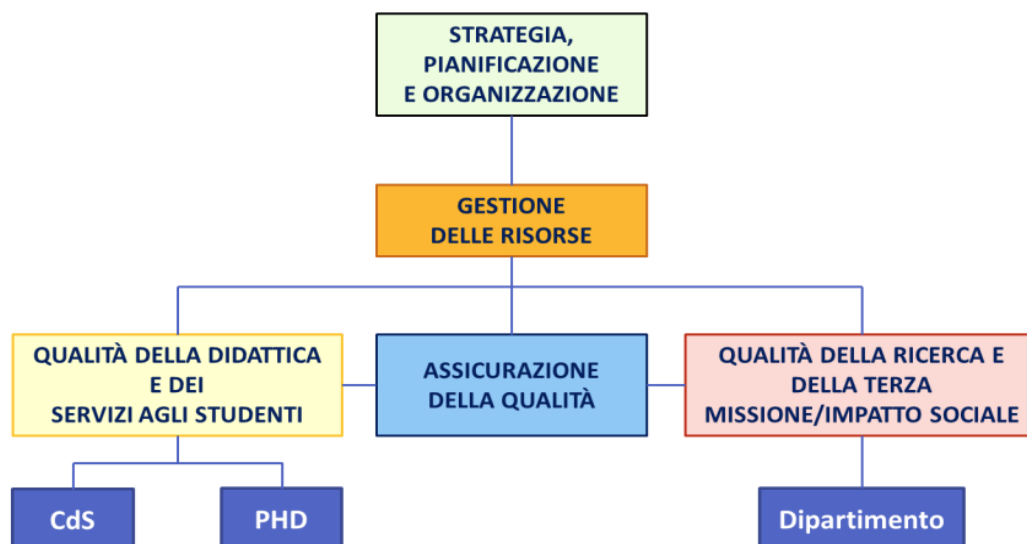 STRATEGIA,
PIANIFICAZIONE
E ORGANIZZAZIONE
GESTIONE
DELLE RISORSE
QUALITÀ DELLA DIDATTICA
E DEI
SERVIZI AGLI STUDENTI
ASSICURAZIONE
DELLA QUALITÀ
QUALITÀ DELLA RICERCA E
DELLA TERZA
MISSIONE/IMPATTO SOCIALE
CdS
PHD
Dipartimento